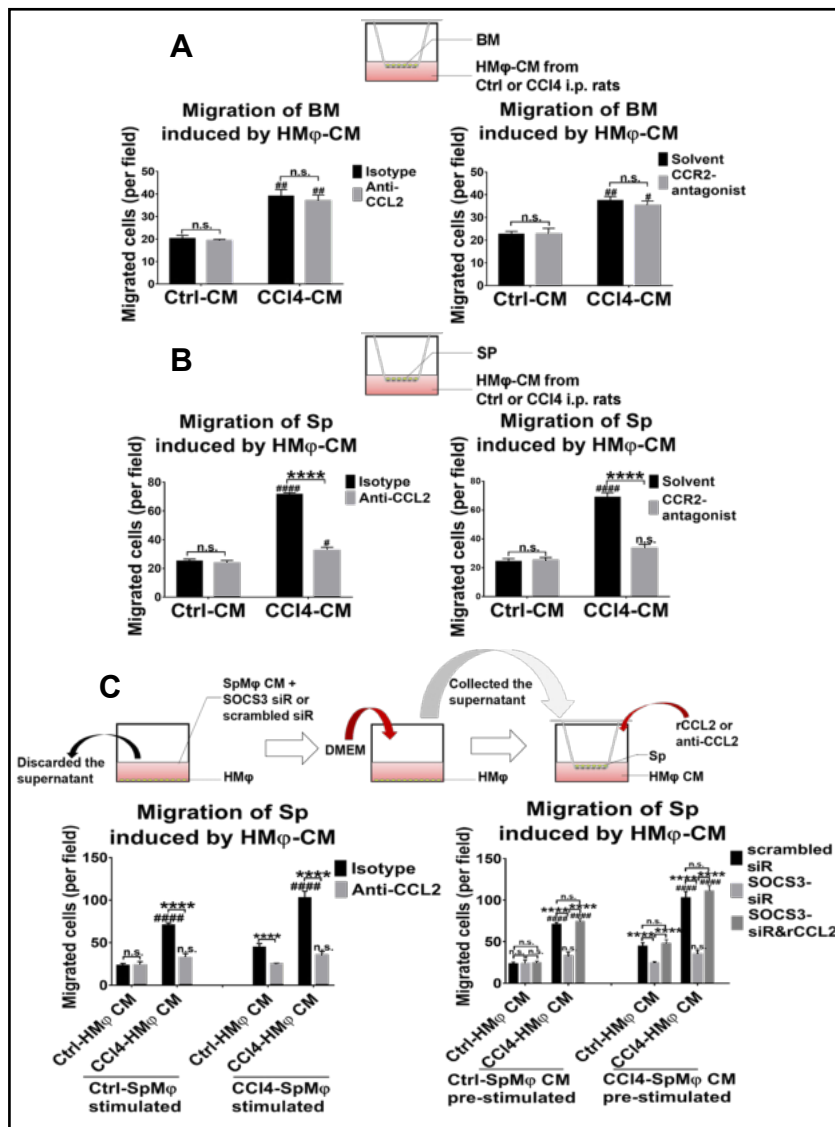 A
BM
HMφ-CM from
Ctrl or CCl4 i.p. rats
Migration of BM
induced by HMφ-CM
Migrated cells (per field)
50
40
30
20
10
0
n.s.
n.s.
##
##
Isotype
Anti-
CCL2
Ctrl-CM
CCl4-CM
Migration of BM
induced by HMφ-CM
Migrated cells (per field)
50
40
30
20
10
0
n.s.
n.s.
##
#
Solvent
CCR2-
antagonist
Ctrl-CM
CCl4-CM
B
SP
HMφ-CM from
Ctrl or CCl4 i.p. rats
Migration of Sp
induced by HMφ-CM
Migrated cells (per field)
80
60
40
20
0
n.s.
****
####
#
Isotype
Anti-CCL2
Ctrl-CM
CCl4-CM
Migration of Sp
induced by HMφ-CM
Migrated cells (per field)
80
60
40
20
0
n.s.
****
####
n.s.
Solvent
CCR2-
antagonist
Ctrl-CM
CCl4-CM
C
SpMφ CM +
SOCS3 siR or
scrambled siR
Discarded the
supernatant
HMφ
DMEM
HMφ
Collected the
supernatant
rCCL2 or
anti-CCL2
Sp
HMφ CM
Migration of Sp
induced by HMφ-CM
Migrated cells (per field)
150
100
50
0
n.s.
****
####
n.s.
****
****
####
n.s.
Isotype
Anti-CCL2
Ctrl-HMφ CM
CCl4-HMφ CM
Ctrl-HMφ CM
CCl4-HMφ CM
Ctrl-SpMφ
stimulated
CCl4-SpMφ
stimulated
Migration of Sp
induced by HMφ-CM
Migrated cells (per field)
150
100
50
0
n.s.
n.s. n.s.
n.s.
**** ****
#### ####
n.s.
n.s.
**** ****
n.s.
**** ****
#### ####
n.s.
scrambled
siR
SOCS3-
siR
SOCS3-
siR&rCCL2
Ctrl-HMφ CM
CCl4-HMφ CM
Ctrl-HMφ CM
CCl4-HMφ CM
Ctrl-SpMφ CM
pre-stimulated
CCl4-SpMφ CM
pre-stimulated